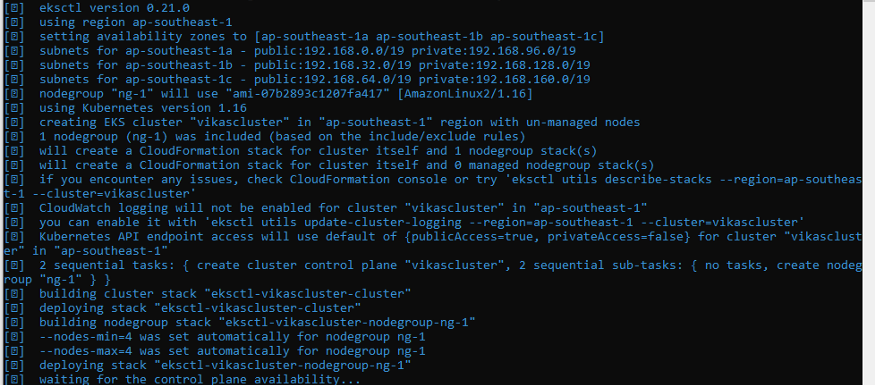 [?]  eksctl version 0.21.0
[?]  using region ap-southeast-1
[?]  setting availability zones to [ap-southeast-1a ap-southeast-1b ap-southeast-1c]
[?]  subnets for ap-southeast-1a - public:192.168.0.0/19 private:192.168.96.0/19
[?]  subnets for ap-southeast-1b - public:192.168.32.0/19 private:192.168.128.0/19
[?]  subnets for ap-southeast-1c - public:192.168.64.0/19 private:192.168.160.0/19
[?]  nodegroup "ng-1" will use "ami-07b2893c1207fa417" [AmazonLinux2/1.16]
[?]  using Kubernetes version 1.16
[?]  creating EKS cluster "vikascluster" in "ap-southeast-1" region with un-managed nodes
[?]  1 nodegroup (ng-1) was included (based on the include/exclude rules)
[?]  will create a CloudFormation stack for cluster itself and 1 nodegroup stack(s)
[?]  will create a CloudFormation stack for cluster itself and 0 managed nodegroup stack(s)
[?]  if you encounter any issues, check CloudFormation console or try 'eksctl utils describe-stacks --region=ap-southeas
t-1 --cluster=vikascluster'
[?]  CloudWatch logging will not be enabled for cluster "vikascluster" in "ap-southeast-1"
[?]  you can enable it with 'eksctl utils update-cluster-logging --region=ap-southeast-1 --cluster=vikascluster'
[?]  Kubernetes API endpoint access will use default of {publicAccess=true, privateAccess=false} for cluster "vikasclust
er" in "ap-southeast-1"
[?]  2 sequential tasks: { create cluster control plane "vikascluster", 2 sequential sub-tasks: { no tasks, create nodeg
roup "ng-1" } }
[?]  building cluster stack "eksctl-vikascluster-cluster"
[?]  deploying stack "eksctl-vikascluster-cluster"
[?]  building nodegroup stack "eksctl-vikascluster-nodegroup-ng-1"
[?]  --nodes-min=4 was set automatically for nodegroup ng-1
[?]  --nodes-max=4 was set automatically for nodegroup ng-1
[?]  deploying stack "eksctl-vikascluster-nodegroup-ng-1"
[?]  waiting for the control plane availability...